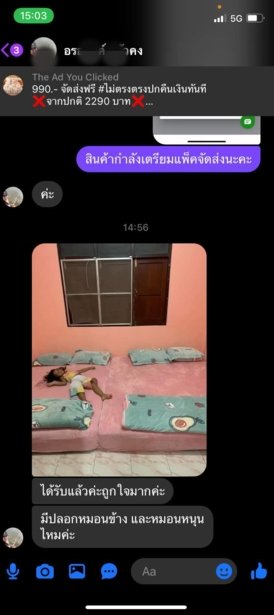 15:03
5G
3
อร
คง
The Ad You Clicked
990.- จัดส่งฟรี #ไม่ตรงตรงปกคืนเงินทันที
❌จากปกติ 2290 บาท❌...
สินค้ากำลังเตรียมแพ็คจัดส่งนะคะ
ค่ะ
14:56
ได้รับแล้วค่ะถูกใจมากค่ะ
มีปลอกหมอนข้าง และหมอนหนุน
ไหมค่ะ
Aa